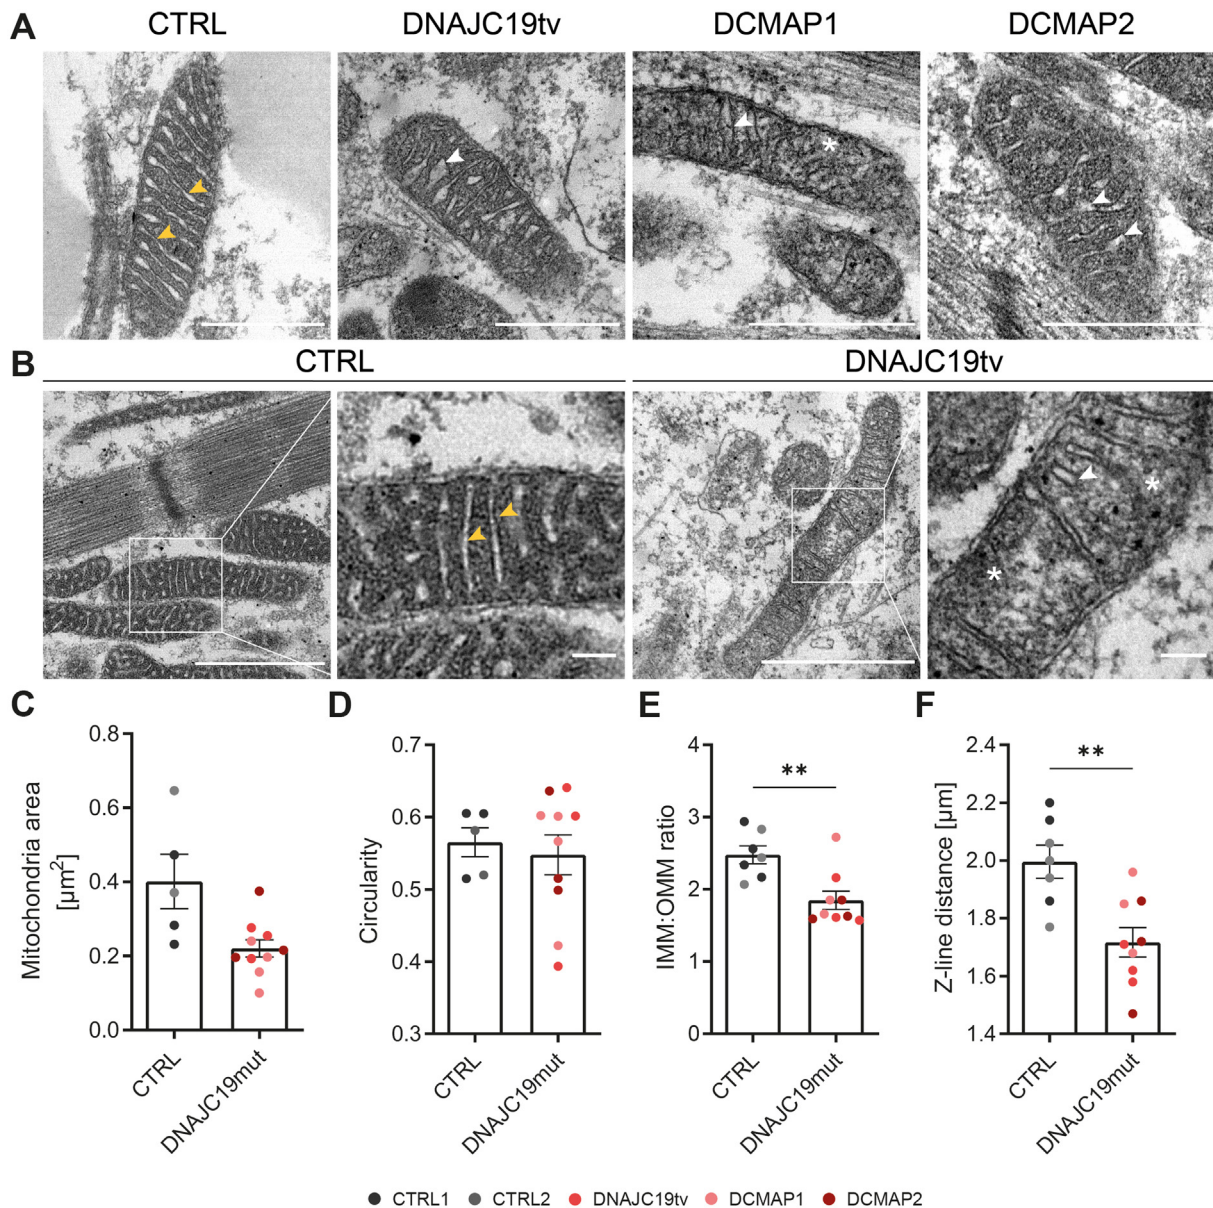 A
CTRL
DNAJC19tv
DCMAP1
DCMAP2
*
B
CTRL
DNAJC19tv
*
*
C
Mitochondria area
[µm²]
0.8
0.6
0.4
0.2
0.0
CTRL
DNAJC19mut
D
Circularity
0.7
0.6
0.5
0.4
0.3
CTRL
DNAJC19mut
E
IMM:OMM ratio
4
3
2
1
0
**
CTRL
DNAJC19mut
F
Z-line distance [µm]
2.4
2.2
2.0
1.8
1.6
1.4
**
CTRL
DNAJC19mut
CTRL1
CTRL2
DNAJC19tv
DCMAP1
DCMAP2